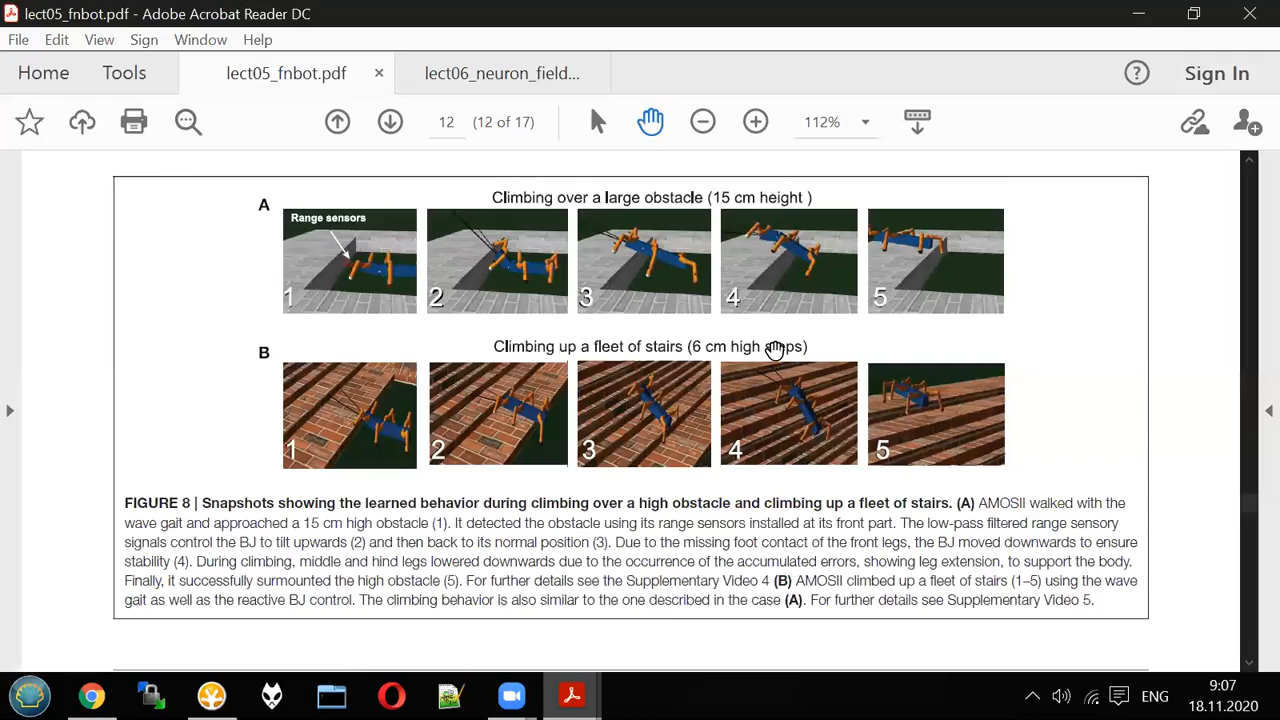 lect05_fnbot.pdf - Adobe Acrobat Reader DC
File Edit View Sign Window Help
Home Tools lect05_fnbot.pdf × lect06_neuron_field... ? Sign In
12 (12 of 17) 112%
A Climbing over a large obstacle (15 cm height )
Range sensors
1 2 3 4 5
B Climbing up a fleet of stairs (6 cm high steps)
1 2 3 4 5
FIGURE 8 | Snapshots showing the learned behavior during climbing over a high obstacle and climbing up a fleet of stairs. (A) AMOSII walked with the
wave gait and approached a 15 cm high obstacle (1). It detected the obstacle using its range sensors installed at its front part. The low-pass filtered range sensory
signals control the BJ to tilt upwards (2) and then back to its normal position (3). Due to the missing foot contact of the front legs, the BJ moved downwards to ensure
stability (4). During climbing, middle and hind legs lowered downwards due to the occurrence of the accumulated errors, showing leg extension, to support the body.
Finally, it successfully surmounted the high obstacle (5). For further details see the Supplementary Video 4 (B) AMOSII climbed up a fleet of stairs (1–5) using the wave
gait as well as the reactive BJ control. The climbing behavior is also similar to the one described in the case (A). For further details see Supplementary Video 5.
ENG
9:07
18.11.2020